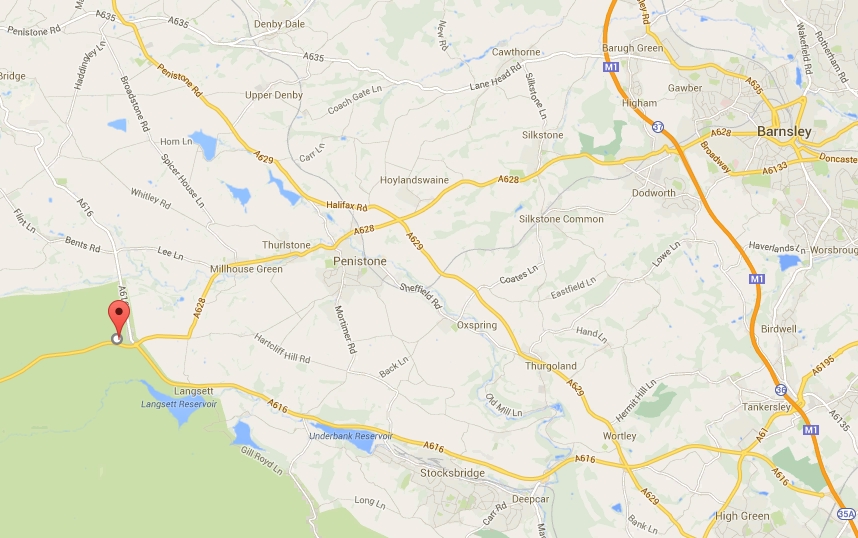 A635
Penistone Rd
A635
Denby Dale
New Rd
Cawthorne
Barugh Green
Wakefield Rd
Rotherham Rd
Haddingley Ln
A635
Lane Head Rd
M1
A635
Bridge
Broadstone Rd
Penistone Rd
Upper Denby
Coach Gate Ln
Silkstone Ln
Higham
Gawber
37
Barnsley
A628
Hom Ln
Silkstone
Carr Ln
A629
Broadway
Spicer House Ln
A6133
Doncaster
Hoylandswaine
A628
Dodworth
Whitley Rd
A616
Halifax Rd
Flint Ln
Silkstone Common
A628
A629
Bents Rd
Thurlstone
Lee Ln
Haverlands Ln
Worsbrough
Lowe Ln
Penistone
Millhouse Green
Coates Ln
M1
Eastfield Ln
Sheffield Rd
A616
A628
Mortimer Rd
Oxspring
Birdwell
Hand Ln
Hartcliff Hill Rd
Back Ln
Thurgoland
A6195
Langsett
A629
Hermit Hill Ln
36
Langsett Reservoir
A616
Old Mill Ln
Tankersley
M1
A6135
Underbank Reservoir
A616
Wortley
A61
Gill Royd Ln
Stocksbridge
A616
A616
Long Ln
Deepcar
A629
Carr Rd
High Green
35A
Bank Ln